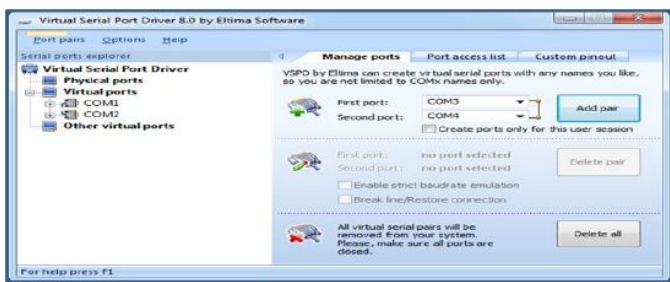 Virtual Serial Port Driver 8.0 by Eltima Software
Port pairs Options Help
Serial ports explorer
Manage ports Port access list Custom pinout
Virtual Serial Port Driver
Physical ports
Virtual ports
COM1
COM2
Other virtual ports
VSPD by Eltima can create virtual serial ports with any names you like,
so you are not limited to COMx names only.
First port: COM3
Second port: COM4
Add pair
Create ports only for this user session
First port: no port selected
Second port: no port selected
Delete pair
Enable strict baudrate emulation
Break line/Restore connection
All virtual serial pairs will be
removed from your system.
Please, make sure all ports are
closed.
Delete all
For help press F1